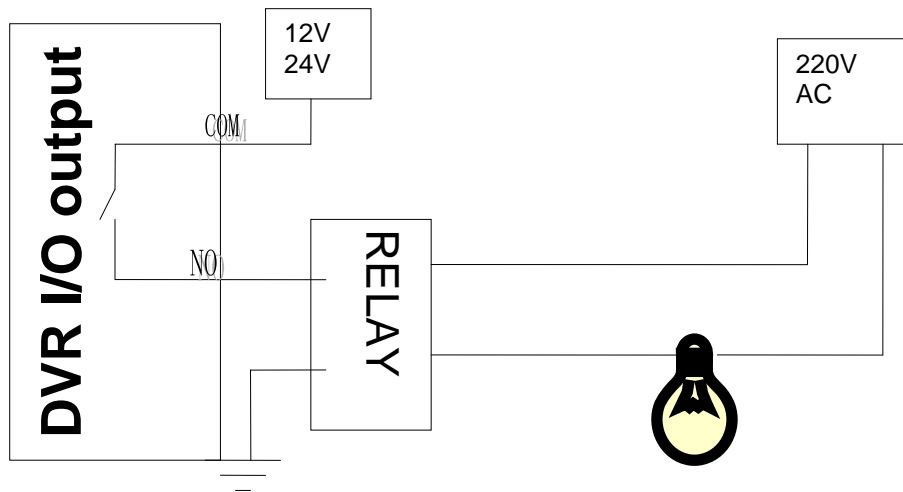 DVR I/O output
12V
24V
COM
NO
RELAY
220V
AC